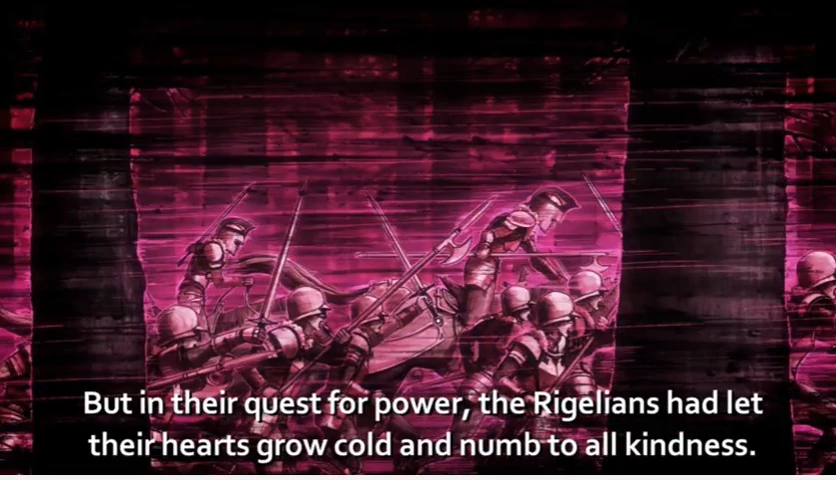 But in their quest for power, the Rigelians had let
their hearts grow cold and numb to all kindness.